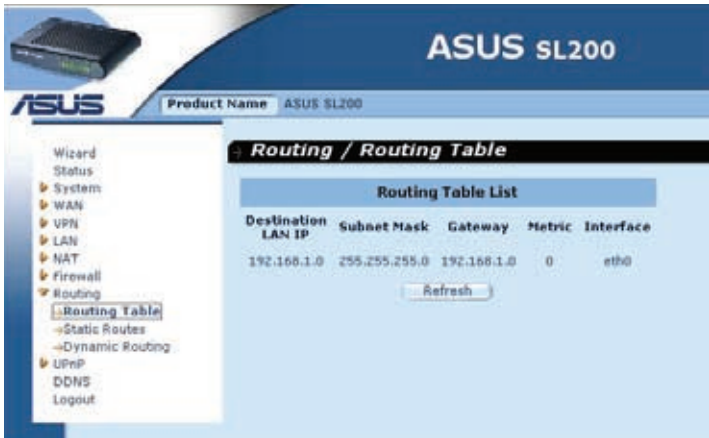 ASUS SL200
ASUS
Product Name ASUS SL200
Wizard
Status
System
WAN
VPN
LAN
NAT
Firewall
Routing
Routing Table
Static Routes
Dynamic Routing
UPnP
DDNS
Logout
Routing / Routing Table
Routing Table List
Destination LAN IP Subnet Mask Gateway Metric Interface
192.168.1.0 255.255.255.0 192.168.1.0 0 eth0
Refresh